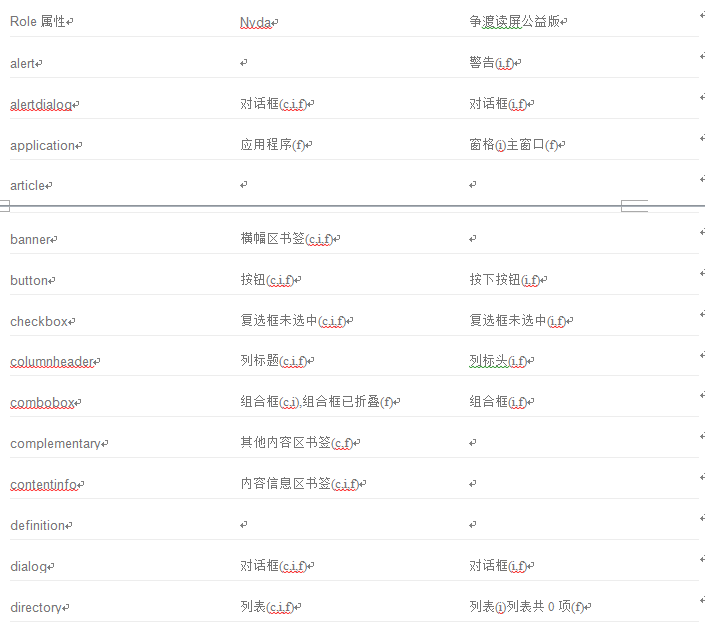 Role 属性 Nvda 争渡读屏公益版
alert 警告(i,f)
alertdialog 对话框(c,i,f) 对话框(i,f)
application 应用程序(f) 窗格(i)主窗口(f)
article
banner 横幅区书签(c,i,f)
button 按钮(c,i,f) 按下按钮(i,f)
checkbox 复选框未选中(c,i,f) 复选框未选中(i,f)
columnheader 列标题(c,i,f) 列标头(i,f)
combobox 组合框(c,i),组合框已折叠(f) 组合框(i,f)
complementary 其他内容区书签(c,f)
contentinfo 内容信息区书签(c,i,f)
definition
dialog 对话框(c,i,f) 对话框(i,f)
directory 列表(c,i,f) 列表(i)列表共 0 项(f)